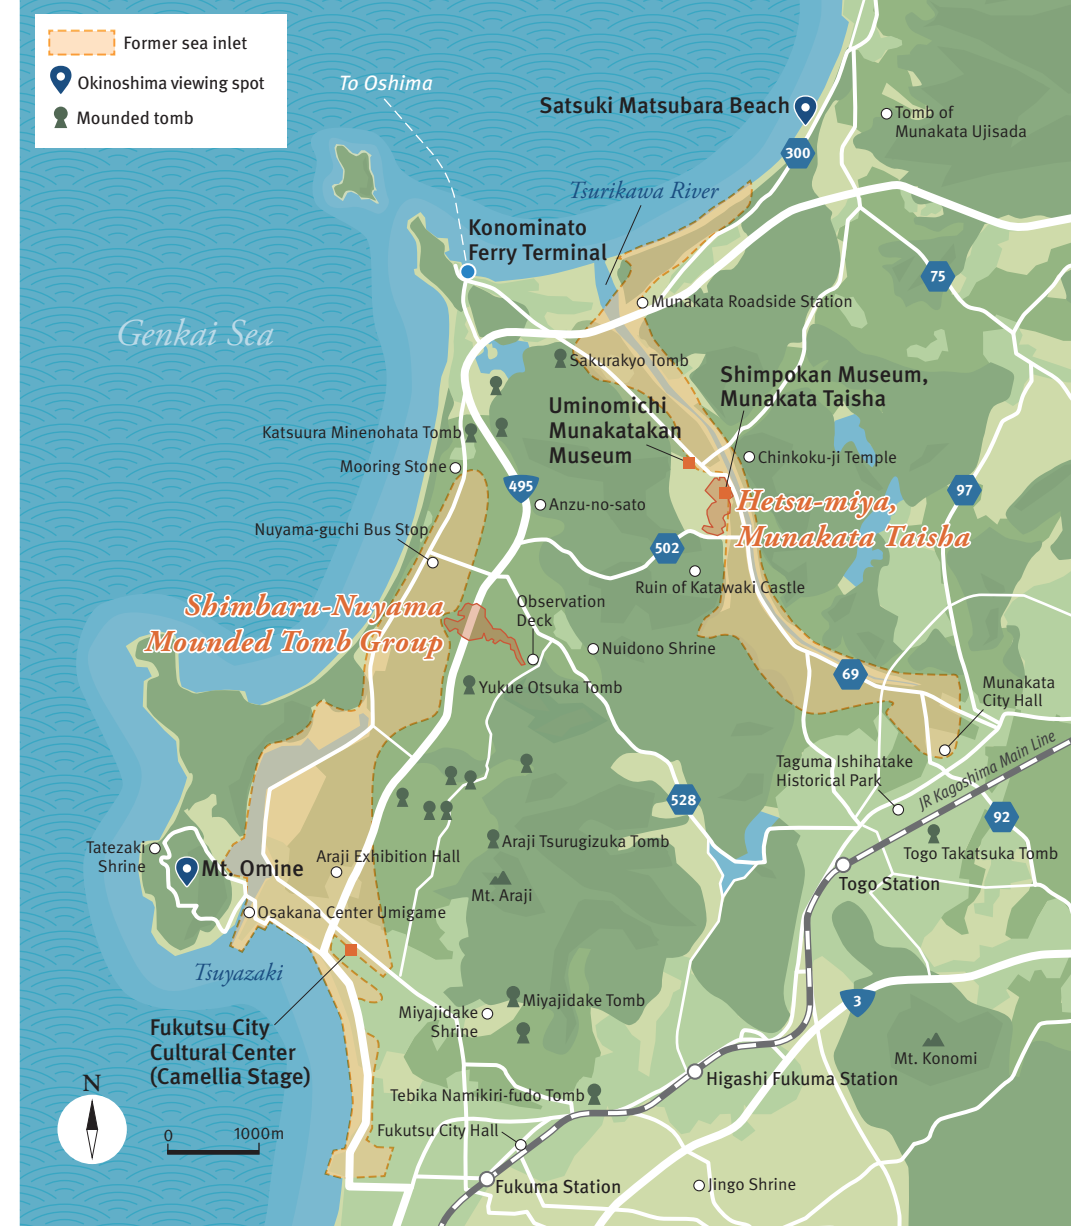 Former sea inlet
Okinoshima viewing spot
Mounded tomb
To Oshima
Satsuki Matsubara Beach
Tomb of
Munakata Ujisada
300
Tsurikawa River
Konominato
Ferry Terminal
75
Genkai Sea
Munakata Roadside Station
Sakurakyo Tomb
Shimpokan Museum,
Munakata Taisha
Uminomichi
Munakatakan
Museum
Katsuura Minenohata Tomb
Mooring Stone
Chinkoku-ji Temple
495
97
Anzu-no-sato
Hetsu-miya,
Munakata Taisha
Nuyama-guchi Bus Stop
502
Ruin of Katawaki Castle
Shimbaru-Nuyama
Mounded Tomb Group
Observation
Deck
Nuidono Shrine
69
Yukue Otsuka Tomb
Munakata
City Hall
Taguma Ishihatake
Historical Park
JR Kagoshima Main Line
528
92
Araji Tsurugizuka Tomb
Togo Takatsuka Tomb
Tatezaki
Shrine
Mt. Omine
Araji Exhibition Hall
Mt. Araji
Togo Station
Osakana Center Umigame
Tsuyazaki
3
Miyajidake Tomb
Miyajidake
Shrine
Fukutsu City
Cultural Center
(Camellia Stage)
Mt. Konomi
Higashi Fukuma Station
N
Tebika Namikiri-fudo Tomb
0
1000m
Fukutsu City Hall
Fukuma Station
Jingo Shrine